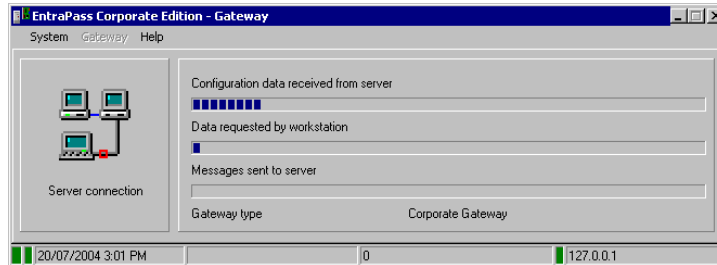 EntraPass Corporate Edition - Gateway
System Gateway Help
Configuration data received from server
Data requested by workstation
Messages sent to server
Server connection
Gateway type Corporate Gateway
20/07/2004 3:01 PM 0 127.0.0.1